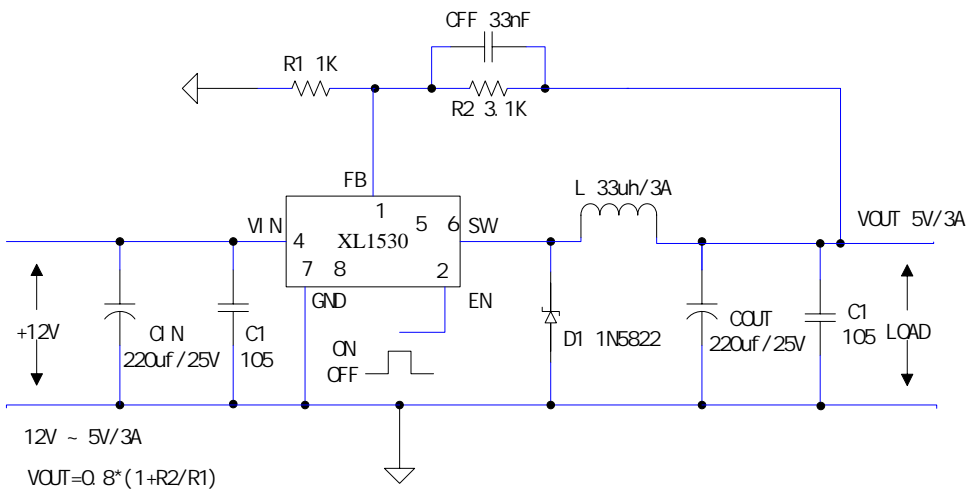 CFF 33nF
R1 1K
R2 3.1K
FB
L 33uh/3A
VIN
1
5
6
SW
VOUT 5V/3A
4
XL1530
7
8
2
GND
EN
+12V
CIN
220uf/25V
C1
105
ON
OFF
D1 1N5822
COUT
220uf/25V
C1
105
LOAD
12V ~ 5V/3A
VOUT=0.8*(1+R2/R1)